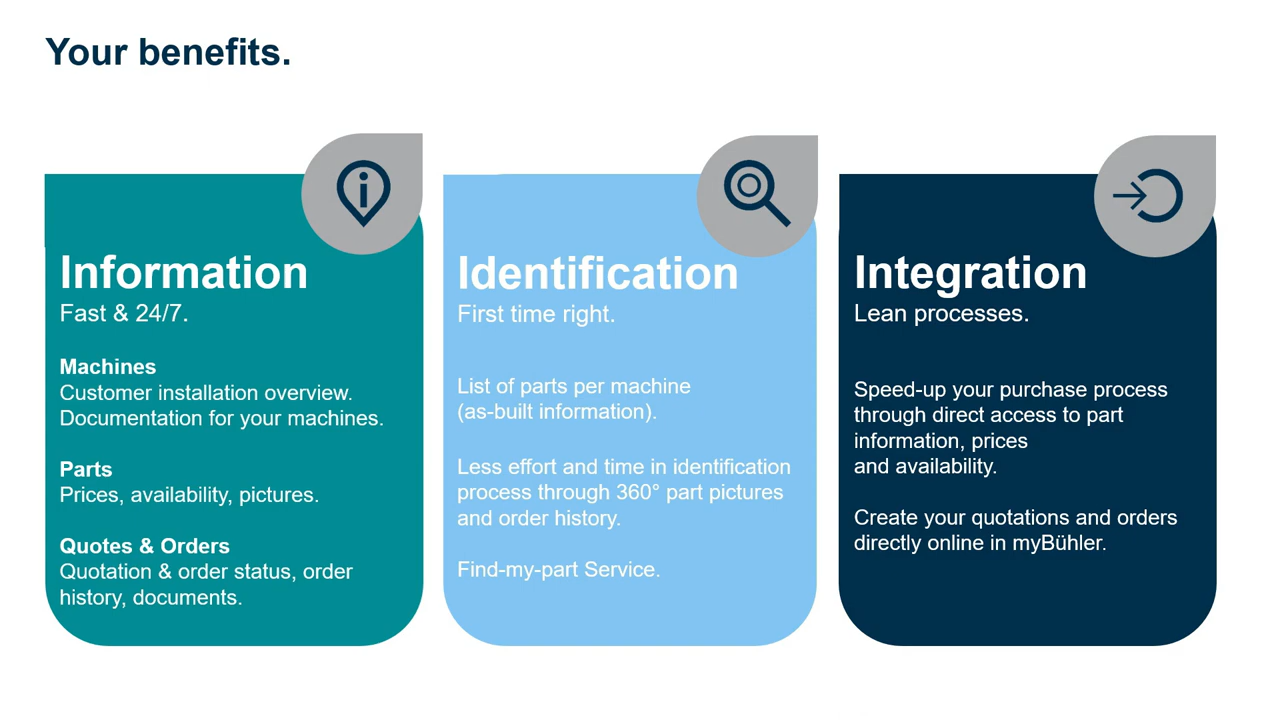 Your benefits.
Information
Fast & 24/7.
Machines
Customer installation overview.
Documentation for your machines.
Parts
Prices, availability, pictures.
Quotes & Orders
Quotation & order status, order
history, documents.
Identification
First time right.
List of parts per machine
(as-built information).
Less effort and time in identification
process through 360° part pictures
and order history.
Find-my-part Service.
Integration
Lean processes.
Speed-up your purchase process
through direct access to part
information, prices
and availability.
Create your quotations and orders
directly online in myBühler.